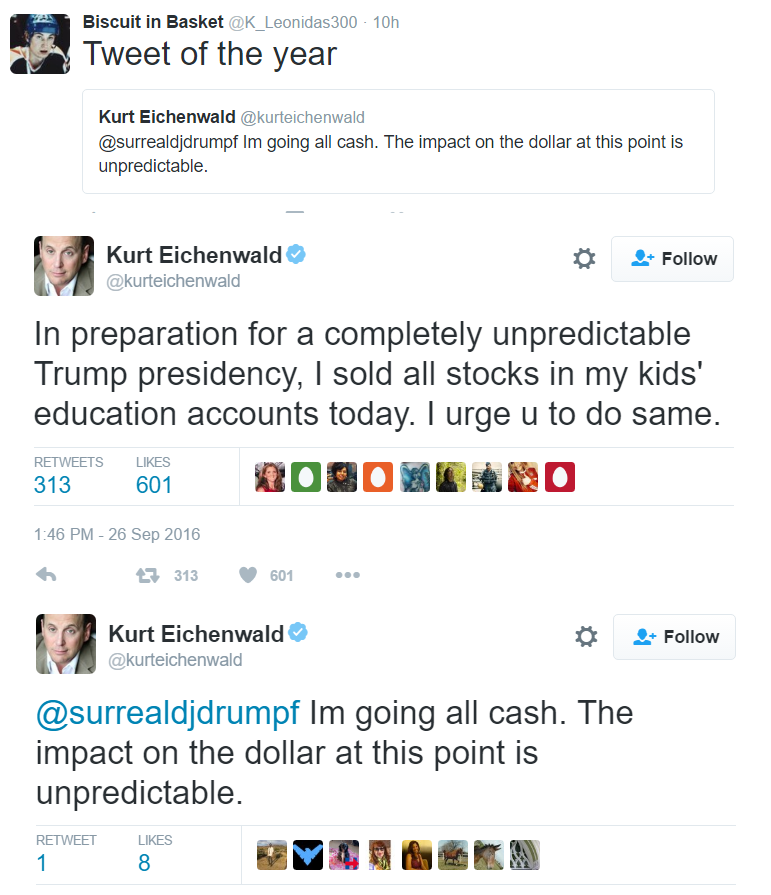 Biscuit in Basket @K_Leonidas300 · 10h
Tweet of the year
Kurt Eichenwald @kurteichenwald
@surrealdjdrumpf Im going all cash. The impact on the dollar at this point is
unpredictable.
Kurt Eichenwald
@kurteichenwald
Follow
In preparation for a completely unpredictable
Trump presidency, I sold all stocks in my kids'
education accounts today. I urge u to do same.
RETWEETS LIKES
313 601
1:46 PM - 26 Sep 2016
313 601
Kurt Eichenwald
@kurteichenwald
Follow
@surrealdjdrumpf Im going all cash. The
impact on the dollar at this point is
unpredictable.
RETWEET LIKES
1 8